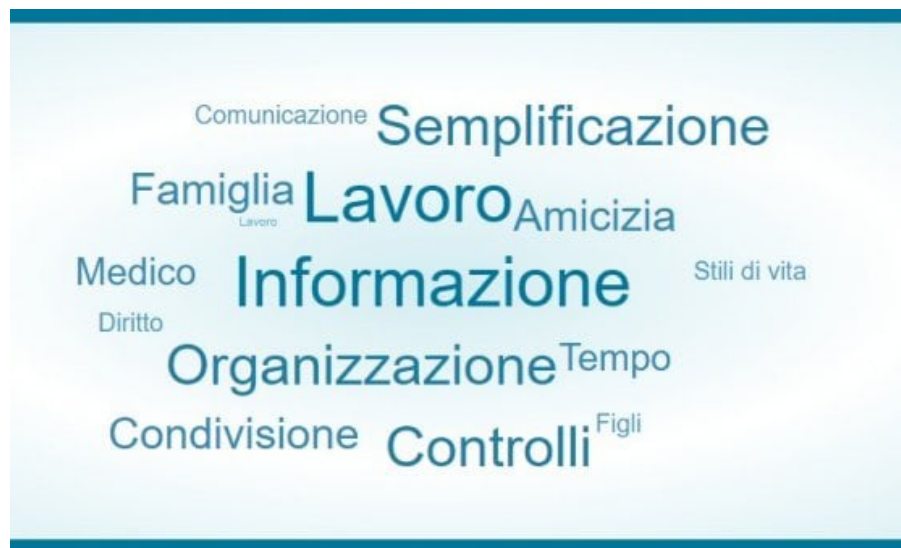 Comunicazione Semplificazione
Famiglia Lavoro Amicizia
Lavoro
Medico Informazione Stili di vita
Diritto
Organizzazione Tempo
Condivisione Controlli Figli